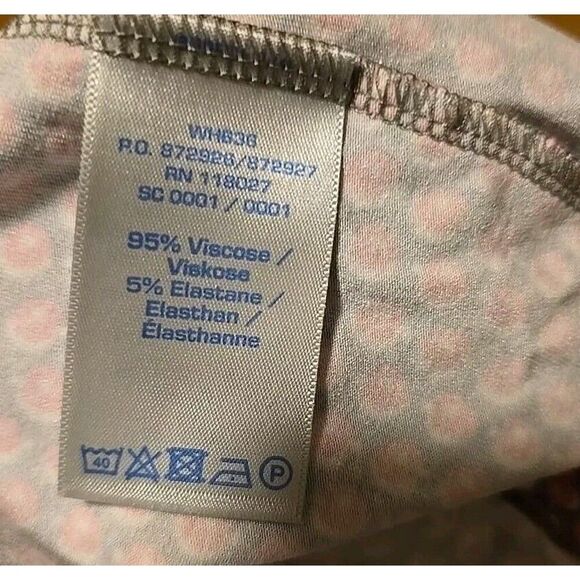 WH636
P.O. 872926/872927
RN 118027
SC 0001 / 0001
95% Viscose /
Viskose
5% Elastane /
Elasthan /
Élasthanne
40
P